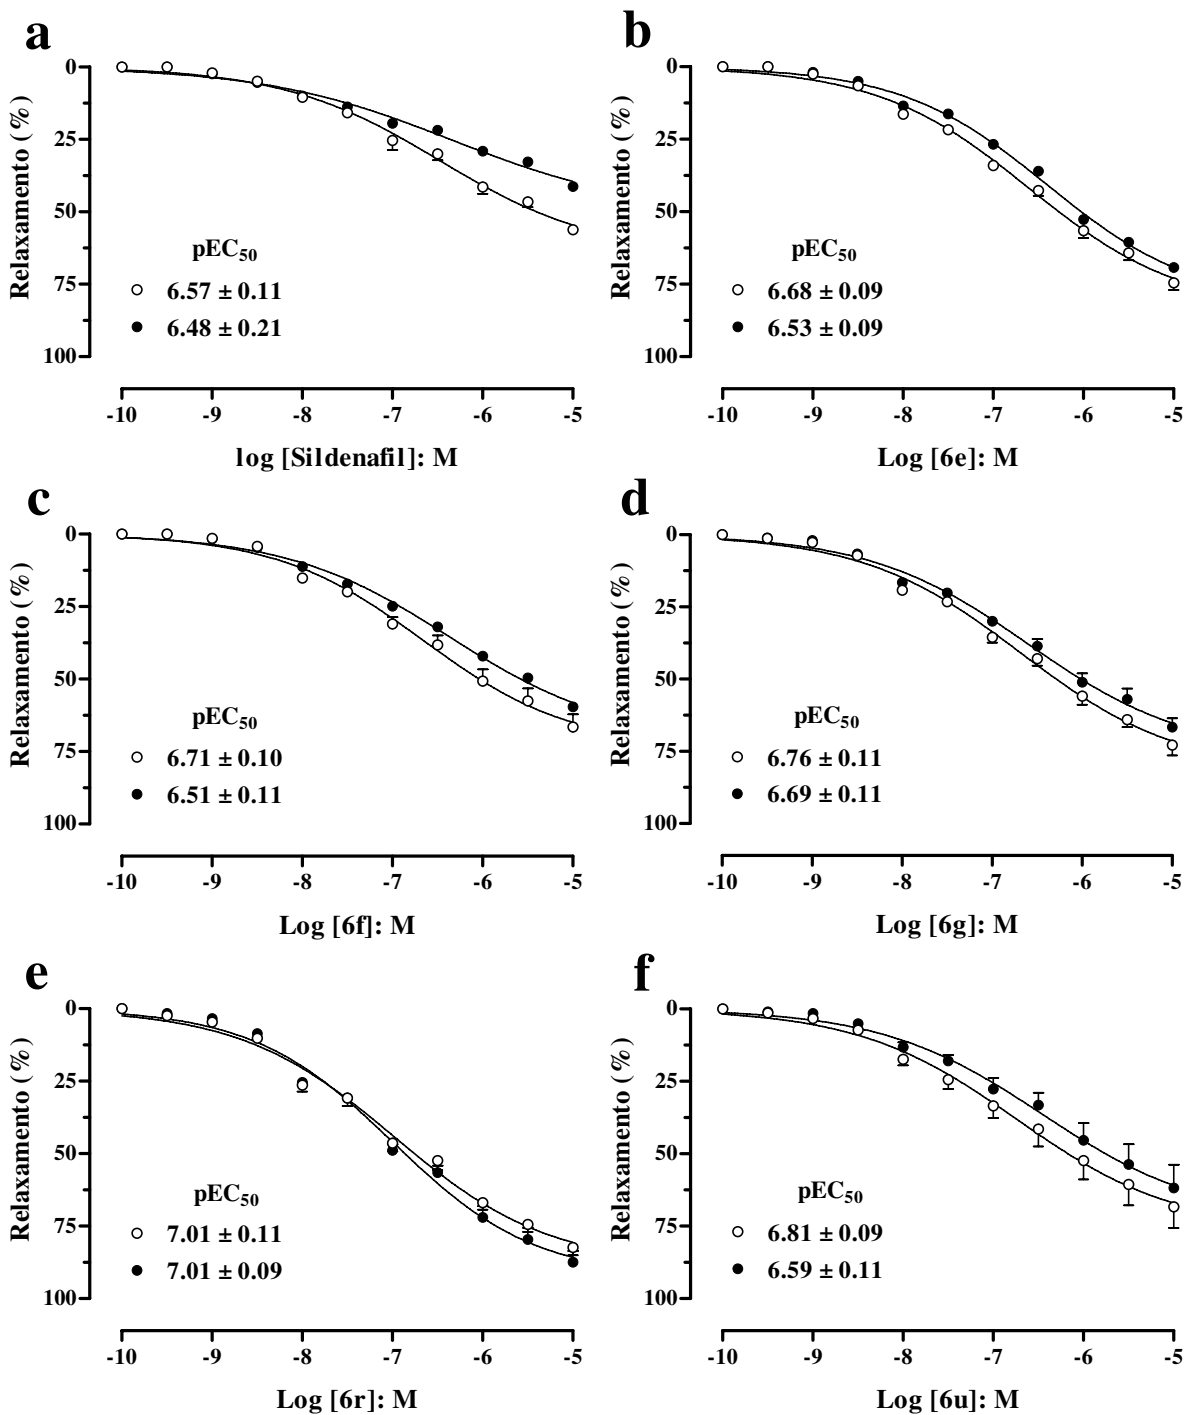 a
0
25
50
75
100
Relaxamento (%)
pEC50
6.57 ± 0.11
6.48 ± 0.21
-10 -9 -8 -7 -6 -5
log [Sildenafil]: M
b
0
25
50
75
100
Relaxamento (%)
pEC50
6.68 ± 0.09
6.53 ± 0.09
-10 -9 -8 -7 -6 -5
Log [6e]: M
c
0
25
50
75
100
Relaxamento (%)
pEC50
6.71 ± 0.10
6.51 ± 0.11
-10 -9 -8 -7 -6 -5
Log [6f]: M
d
0
25
50
75
100
Relaxamento (%)
pEC50
6.76 ± 0.11
6.69 ± 0.11
-10 -9 -8 -7 -6 -5
Log [6g]: M
e
0
25
50
75
100
Relaxamento (%)
pEC50
7.01 ± 0.11
7.01 ± 0.09
-10 -9 -8 -7 -6 -5
Log [6r]: M
f
0
25
50
75
100
Relaxamento (%)
pEC50
6.81 ± 0.09
6.59 ± 0.11
-10 -9 -8 -7 -6 -5
Log [6u]: M